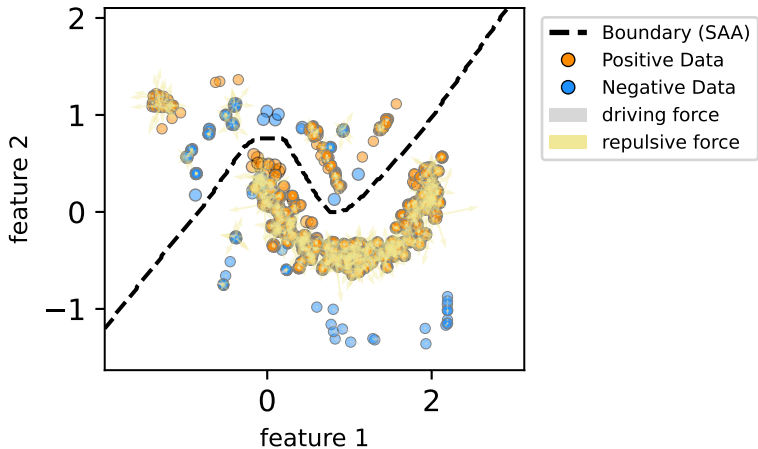 2
1
0
−1
feature 2
0
2
feature 1
Boundary (SAA)
Positive Data
Negative Data
driving force
repulsive force